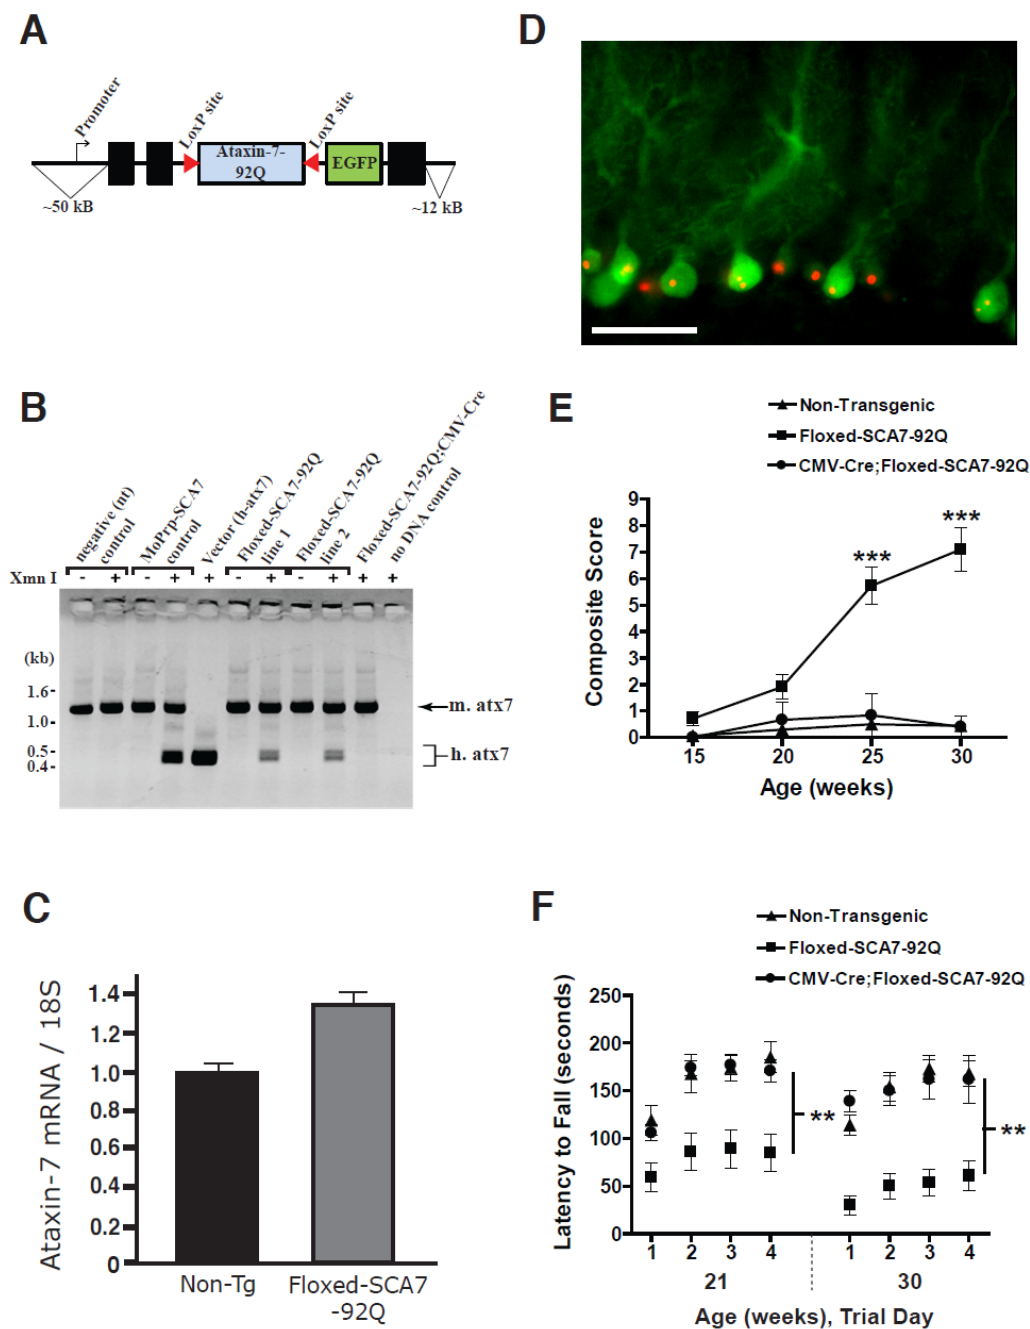 A
Promoter
LoxP site
LoxP site
Ataxin-7-
92Q
EGFP
~50 kB
~12 kB
B
negative (nt)
control
MoPrp-SCA7
control
Vector (h-atx7)
Floxed-SCA7-92Q
line 1
Floxed-SCA7-92Q
line 2
Floxed-SCA7-92Q;CMV-Cre
no DNA control
Xmn I - + - + + - + - + + +
(kb)
1.6-
1.0-
0.5-
0.4-
m. atx7
h. atx7
C
Ataxin-7 mRNA / 18S
1.4
1.2
1.0
0.8
0.6
0.4
0.2
0
Non-Tg
Floxed-SCA7
-92Q
D
E
Non-Transgenic
Floxed-SCA7-92Q
CMV-Cre;Floxed-SCA7-92Q
Composite Score
9
8
7
6
5
4
3
2
1
0
***
***
15 20 25 30
Age (weeks)
F
Non-Transgenic
Floxed-SCA7-92Q
CMV-Cre;Floxed-SCA7-92Q
Latency to Fall (seconds)
250
200
150
100
50
0
**
**
1 2 3 4 1 2 3 4
21 30
Age (weeks), Trial Day